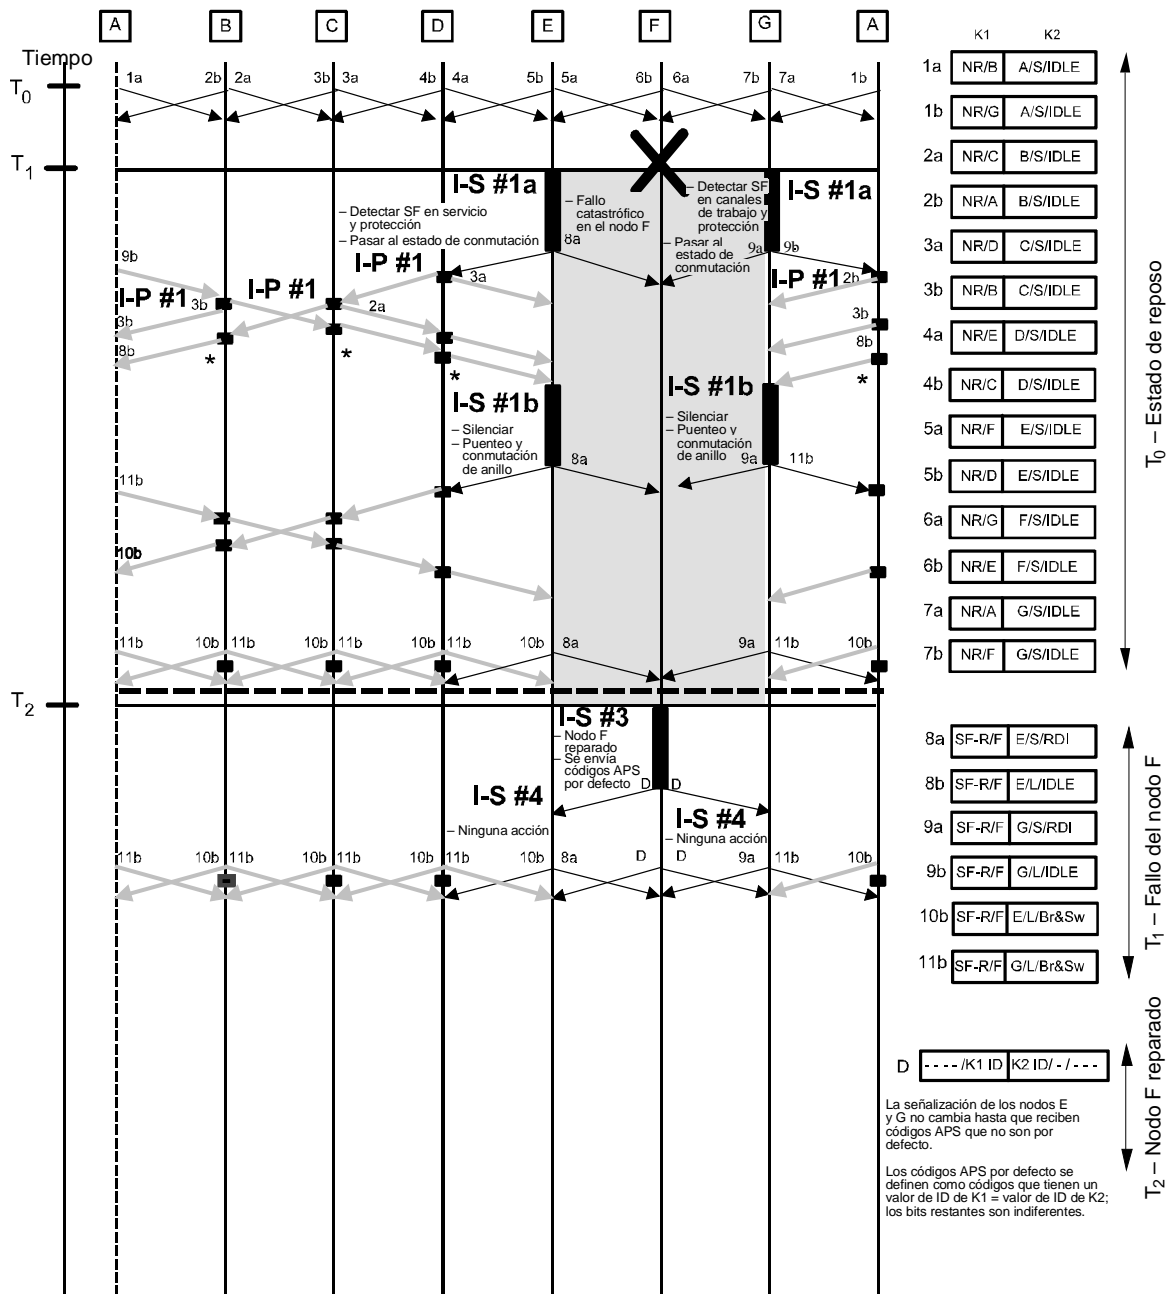 A B C D E F G A
K1 K2
Tiempo
T0
1a 2b 2a 3b 3a 4b 4a 5b 5a 6b 6a 7b 7a 1b
T1
I-S #1a
– Detectar SF en servicio
y protección
– Pasar al estado de conmutación
– Fallo
catastrófico
en el nodo F
– Detectar SF
en canales
de trabajo y
protección
– Pasar al
estado de
conmutación
I-S #1a
8a 9a 9b
9b
I-P #1 I-P #1 I-P #1
3a 2b
3b 2a 3b
3b 8b
8b
* * * *
I-S #1b
– Silenciar
– Puenteo y
conmutación
de anillo
I-S #1b
– Silenciar
– Puenteo y
conmutación
de anillo
8a 9a 11b
11b
10b
11b 10b 11b 10b 11b 10b 11b 10b 8a 9a 11b 10b
T2
I-S #3
– Nodo F
reparado
– Se envía
códigos APS
por defecto
D D
I-S #4
– Ninguna acción
I-S #4
– Ninguna acción
11b 10b 11b 10b 11b 10b 11b 10b 8a D D 9a 11b 10b
1a NR/B A/S/IDLE
1b NR/G A/S/IDLE
2a NR/C B/S/IDLE
2b NR/A B/S/IDLE
3a NR/D C/S/IDLE
3b NR/B C/S/IDLE
4a NR/E D/S/IDLE
4b NR/C D/S/IDLE
5a NR/F E/S/IDLE
5b NR/D E/S/IDLE
6a NR/G F/S/IDLE
6b NR/E F/S/IDLE
7a NR/A G/S/IDLE
7b NR/F G/S/IDLE
T0 – Estado de reposo
8a SF-R/F E/S/RDI
8b SF-R/F E/L/IDLE
9a SF-R/F G/S/RDI
9b SF-R/F G/L/IDLE
10b SF-R/F E/L/Br&Sw
11b SF-R/F G/L/Br&Sw
T1 – Fallo del nodo F
D ----/K1 ID K2 ID/-/---
La señalización de los nodos E
y G no cambia hasta que reciben
códigos APS que no son por
defecto.
Los códigos APS por defecto se
definen como códigos que tienen un
valor de ID de K1 = valor de ID de K2;
los bits restantes son indiferentes.
T2 – Nodo F reparado